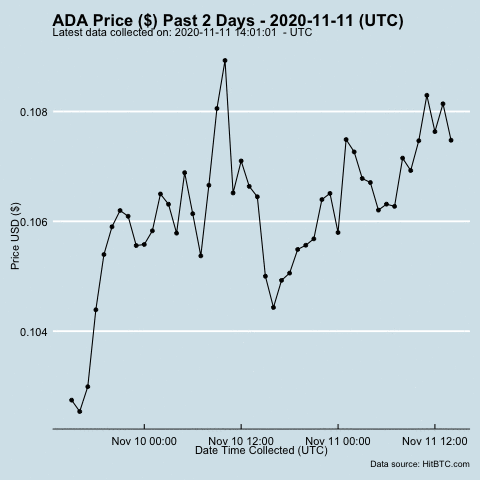 ADA Price ($) Past 2 Days - 2020-11-11 (UTC)
Latest data collected on: 2020-11-11 14:01:01  - UTC
0.108
0.106
0.104
Price USD ($)
Nov 10 00:00 Nov 10 12:00 Nov 11 00:00 Nov 11 12:00
Date Time Collected (UTC)
Data source: HitBTC.com